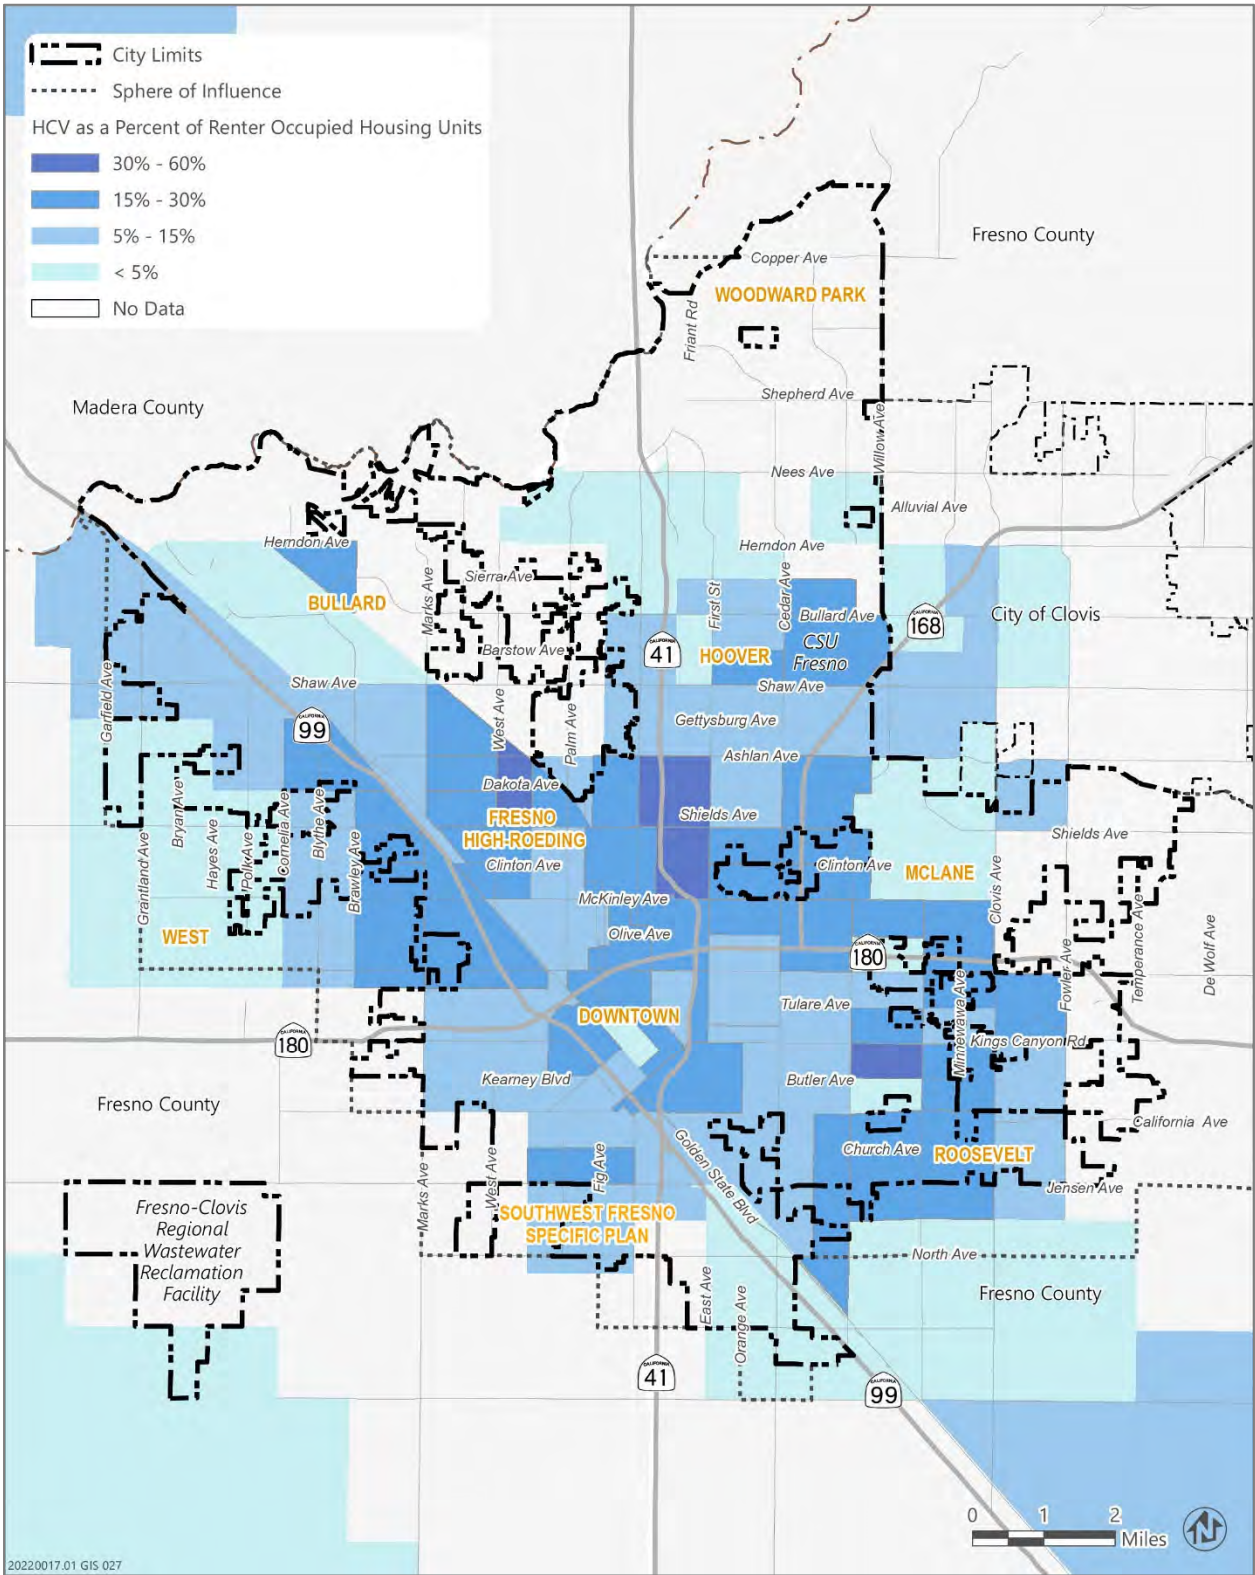 City Limits
Sphere of Influence
HCV as a Percent of Renter Occupied Housing Units
30% - 60%
15% - 30%
5% - 15%
< 5%
No Data
Fresno County
Copper Ave
WOODWARD PARK
Friant Rd
Shepherd Ave
Madera County
Willow Ave
Nees Ave
Alluvial Ave
Herndon Ave
Herndon Ave
Sierra Ave
Marks Ave
BULLARD
First St
Cedar Ave
Bullard Ave
CALIFORNIA
168
City of Clovis
CALIFORNIA
41
Barstow Ave
HOOVER
CSU
Fresno
Garfield Ave
Shaw Ave
Shaw Ave
CALIFORNIA
99
West Ave
Palm Ave
Gettysburg Ave
Ashlan Ave
Dakota Ave
FRESNO
HIGH-ROEDING
Shields Ave
Shields Ave
Grantland Ave
Bryan Ave
Hayes Ave
Polk Ave
Cornelia Ave
Blythe Ave
Brawley Ave
Clinton Ave
Clinton Ave
MCLANE
McKinley Ave
Clovis Ave
WEST
Olive Ave
CALIFORNIA
180
Minnewawa Ave
Fowler Ave
Temperance Ave
De Wolf Ave
DOWNTOWN
Tulare Ave
CALIFORNIA
180
Kings Canyon Rd
Kearney Blvd
Butler Ave
Fresno County
California Ave
Church Ave
ROOSEVELT
Golden State Blvd
Marks Ave
West Ave
Fig Ave
Jensen Ave
Fresno-Clovis
Regional
Wastewater
Reclamation
Facility
SOUTHWEST FRESNO
SPECIFIC PLAN
North Ave
East Ave
Orange Ave
Fresno County
CALIFORNIA
41
CALIFORNIA
99
0 1 2
Miles
N
20220017.01 GIS 027